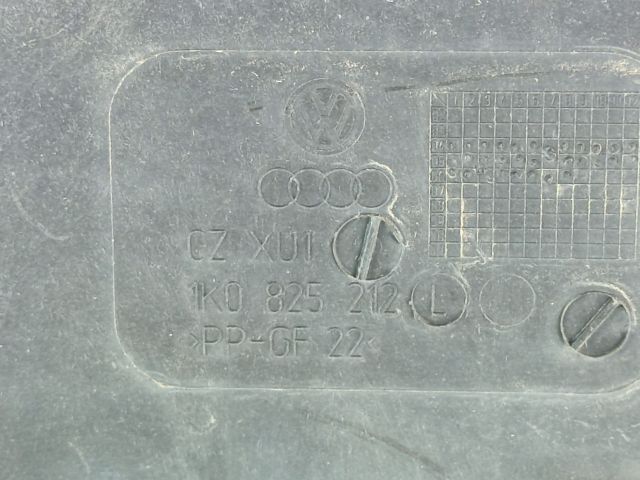 CZ XU1
1K0 825 212 L
>PP-GF 22<